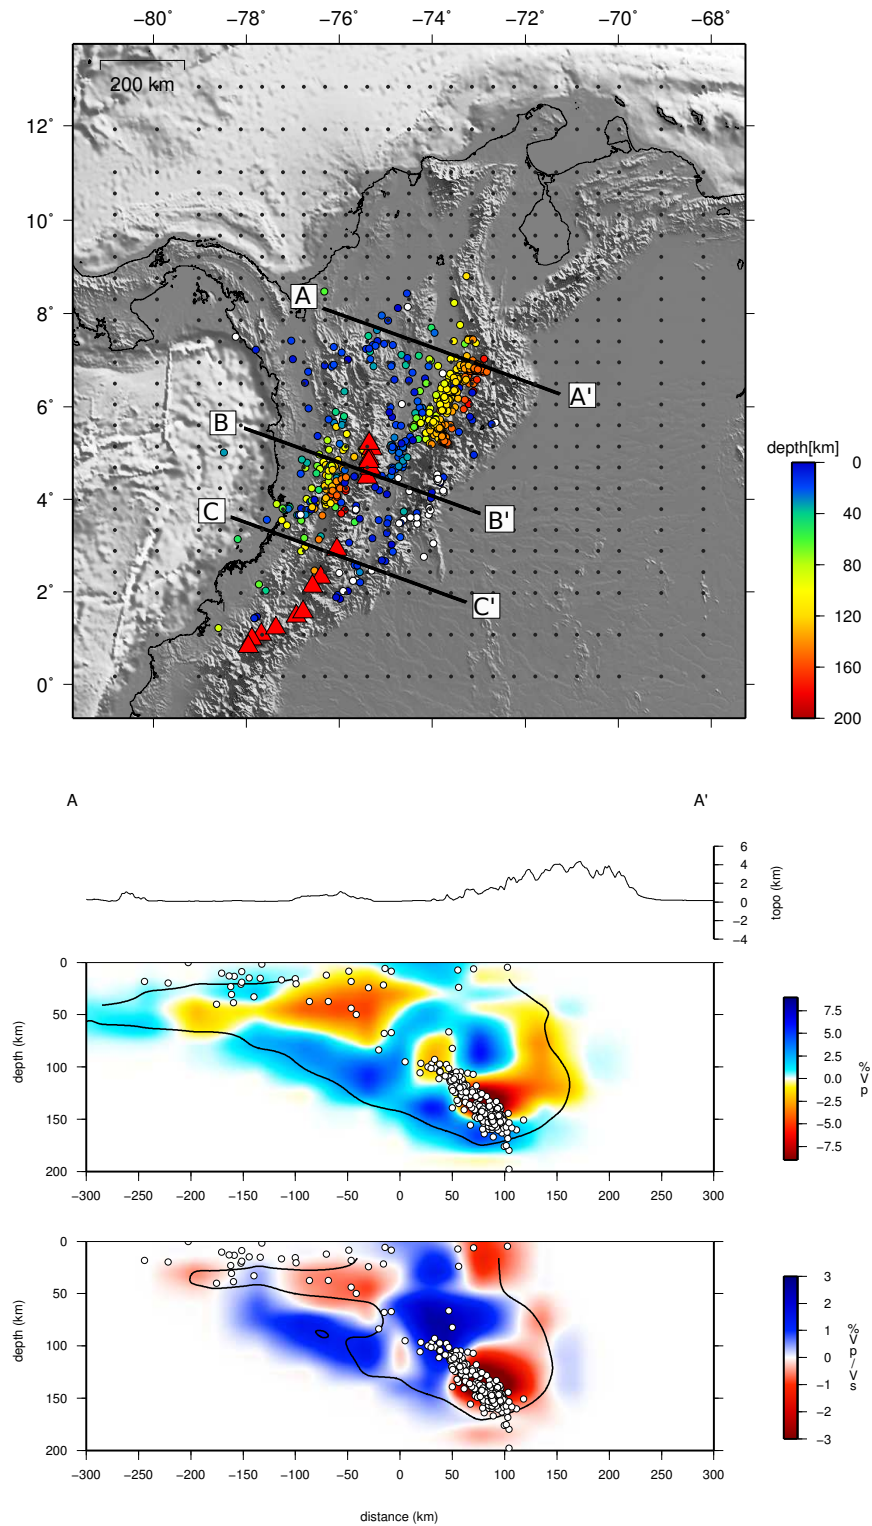 −80˚ −78˚ −76˚ −74˚ −72˚ −70˚ −68˚
200 km
12˚
10˚
8˚
6˚
4˚
2˚
0˚
A
A'
B
B'
C
C'
depth[km]
0
40
80
120
160
200
A A'
6
4
2
0
−2
−4
topo (km)
0
50
100
150
200
depth (km)
−300 −250 −200 −150 −100 −50 0 50 100 150 200 250 300
7.5
5.0
2.5
0.0
−2.5
−5.0
−7.5
%Vp
0
50
100
150
200
depth (km)
−300 −250 −200 −150 −100 −50 0 50 100 150 200 250 300
distance (km)
3
2
1
0
−1
−2
−3
%Vp/Vs